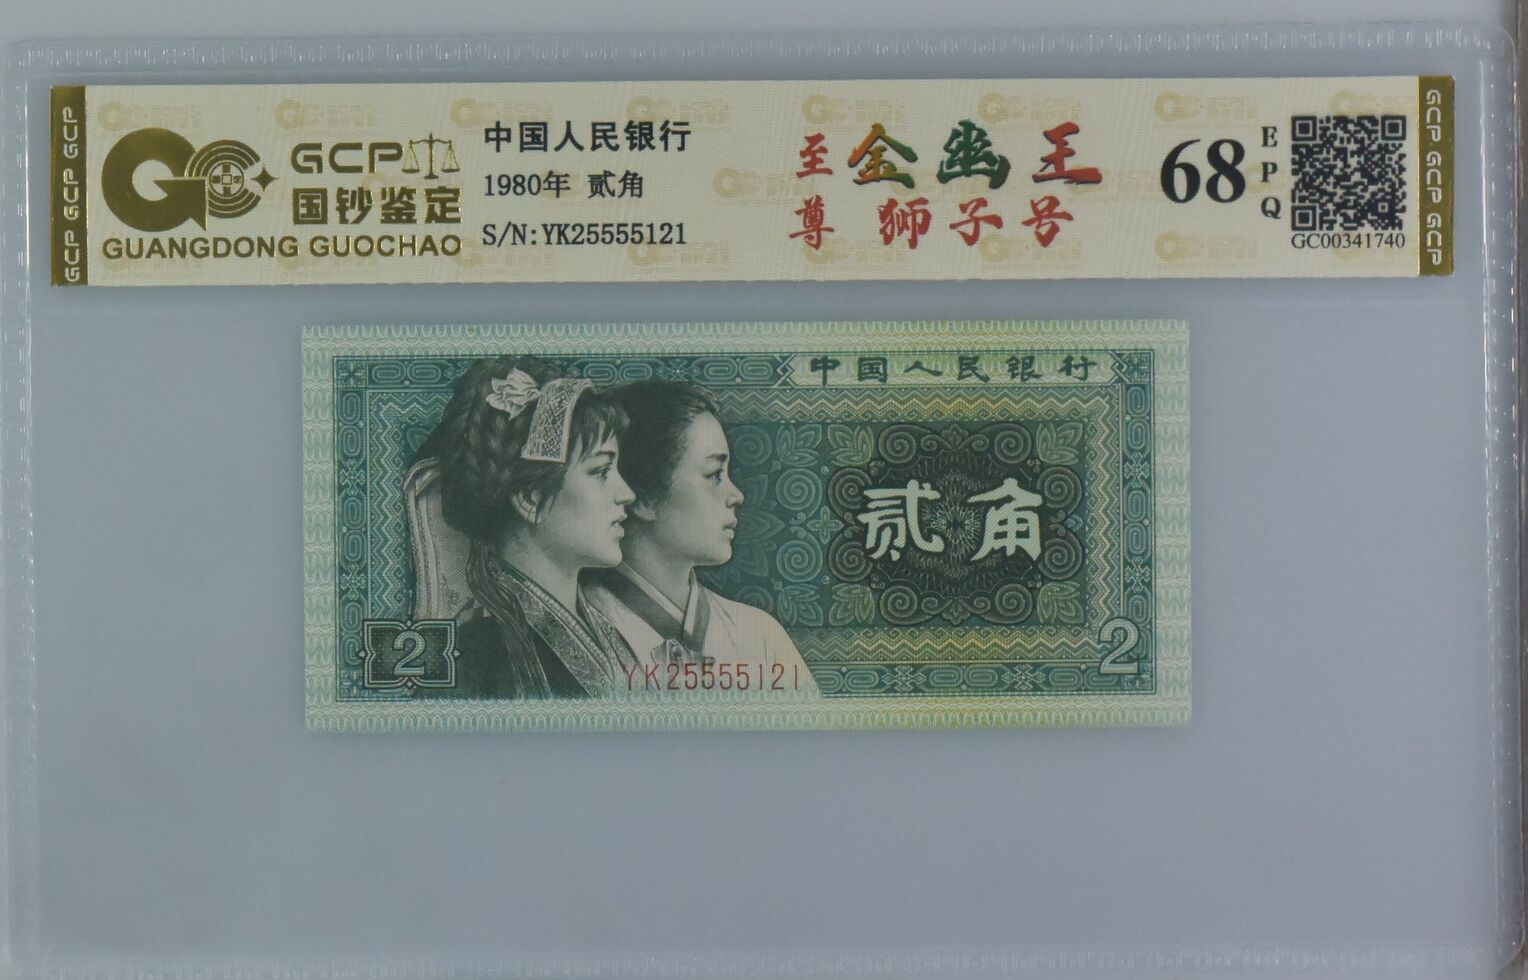 GCP GCP GCP
GCP
国钞鉴定
GUANGDONG GUOCHAO
中国人民银行
1980年 贰角
S/N:YK25555121
至尊
金幽王
狮子号
68
EPQ
GC00341740
GCP GCP GCP
中国人民银行
贰角
2
2
YK25555121